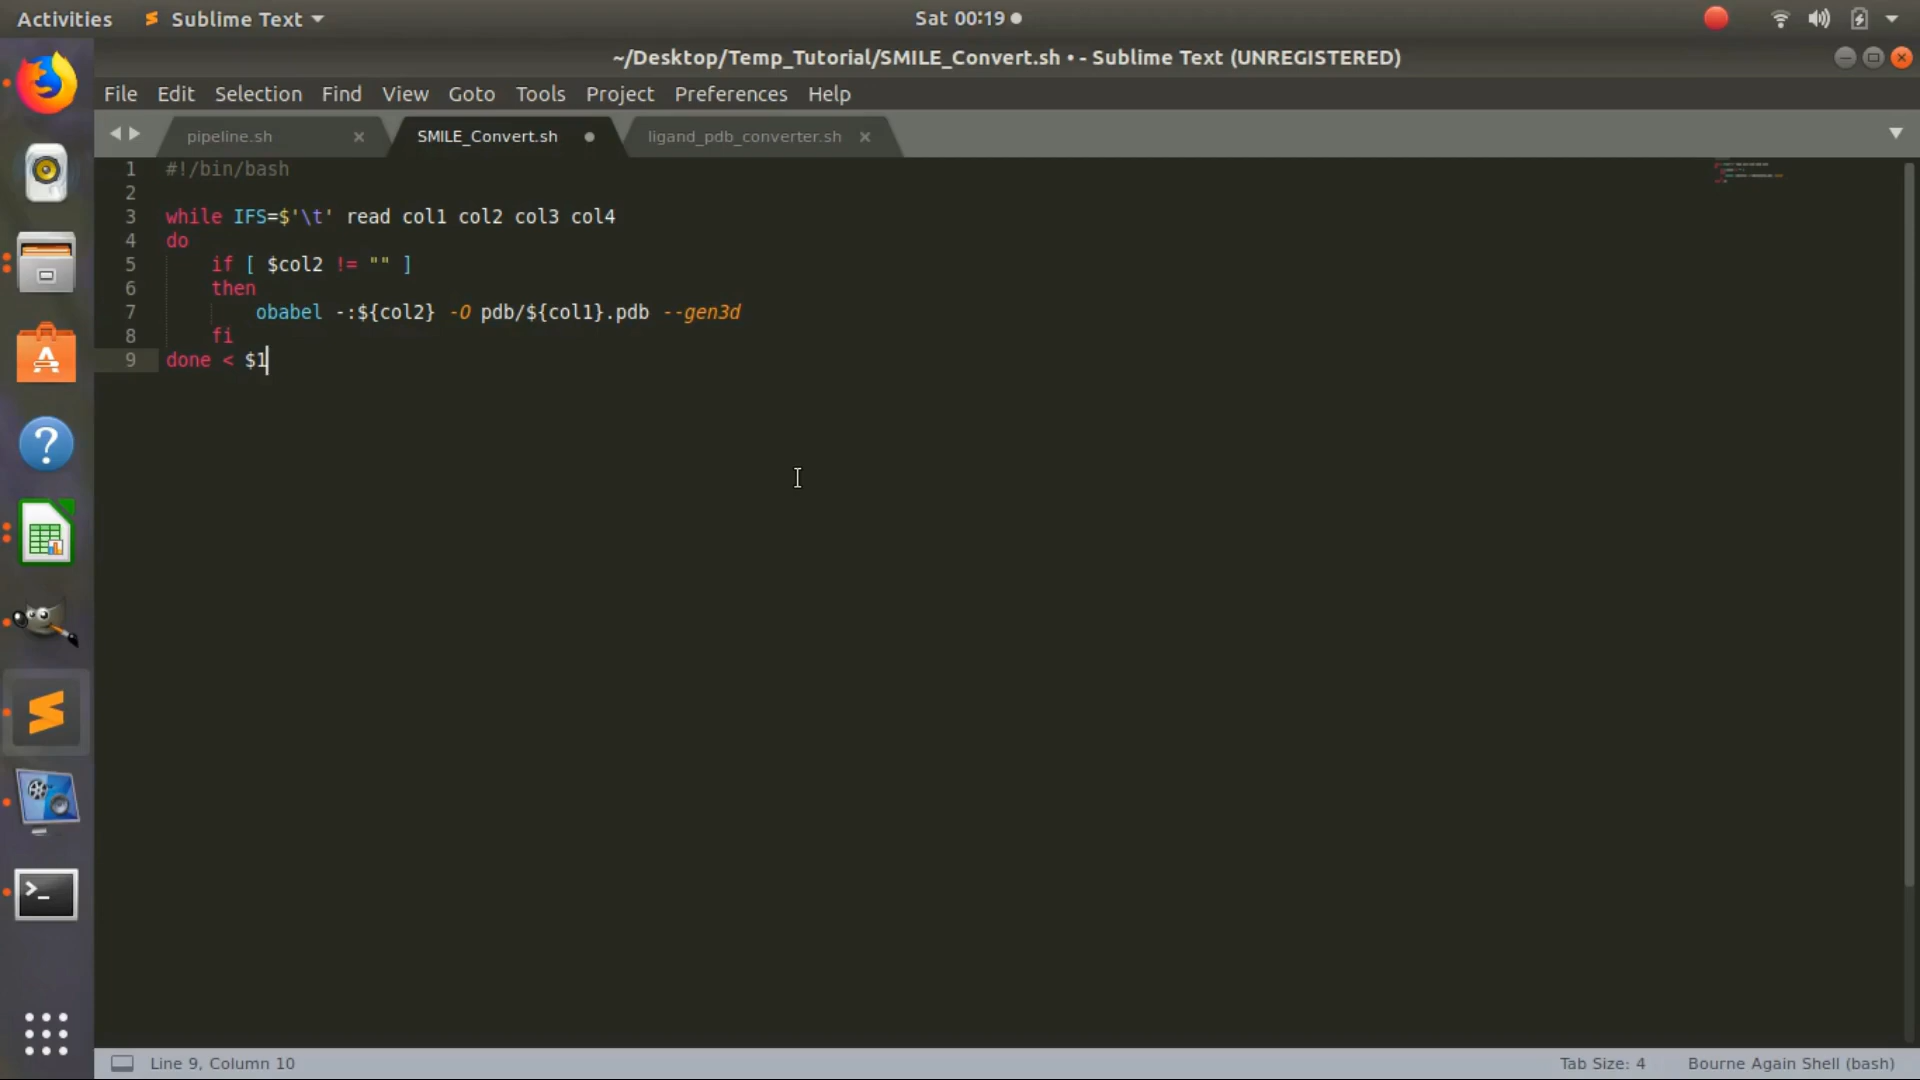 Activities Sublime Text Sat 00:19
~/Desktop/Temp_Tutorial/SMILE_Convert.sh • - Sublime Text (UNREGISTERED)
File Edit Selection Find View Goto Tools Project Preferences Help
pipeline.sh SMILE_Convert.sh ligand_pdb_converter.sh
1 #!/bin/bash
2
3 while IFS=$'\t' read col1 col2 col3 col4
4 do
5 if [ $col2 != "" ]
6 then
7 obabel -:${col2} -O pdb/${col1}.pdb --gen3d
8 fi
9 done < $1
Line 9, Column 10 Tab Size: 4 Bourne Again Shell (bash)